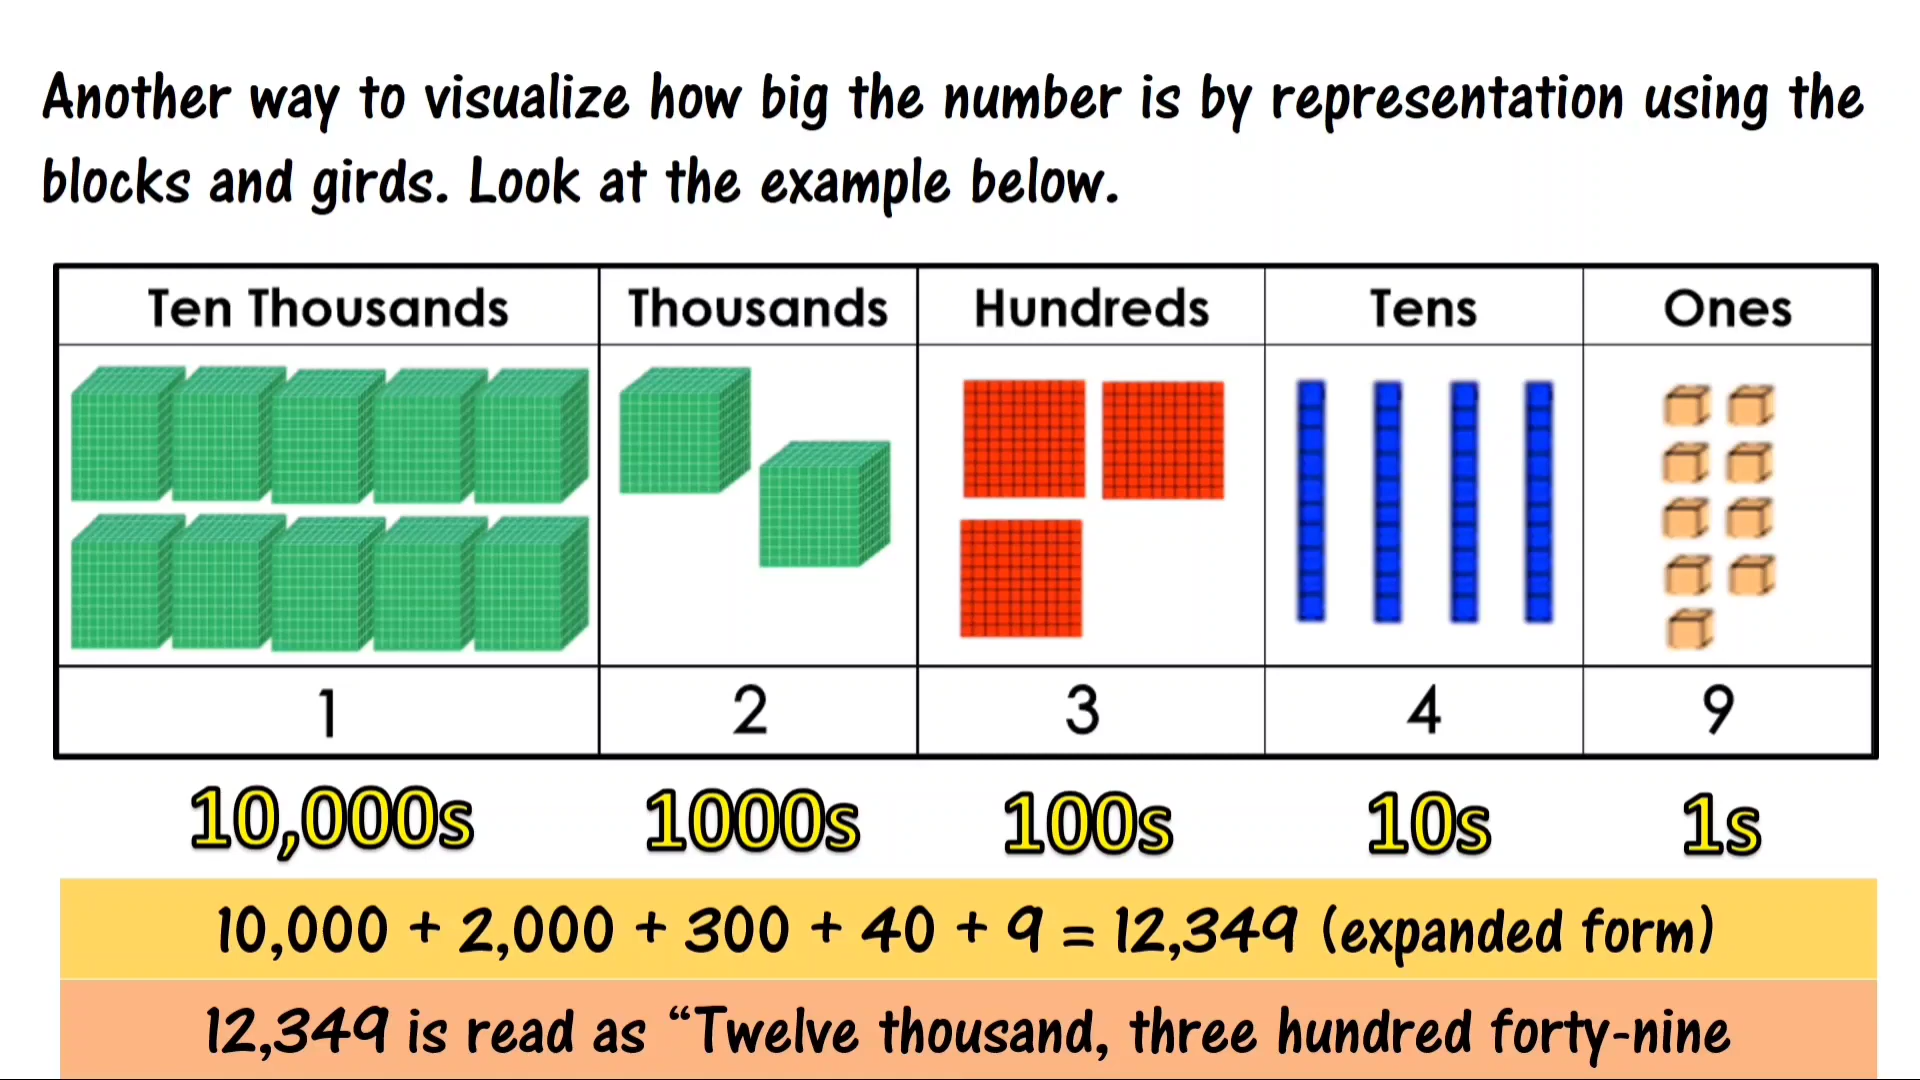 Another way to visualize how big the number is by representation using the
blocks and girds. Look at the example below.
Ten Thousands Thousands Hundreds Tens Ones
1 2 3 4 9
10,000s 1000s 100s 10s 1s
10,000 + 2,000 + 300 + 40 + 9 = 12,349 (expanded form)
12,349 is read as “Twelve thousand, three hundred forty-nine